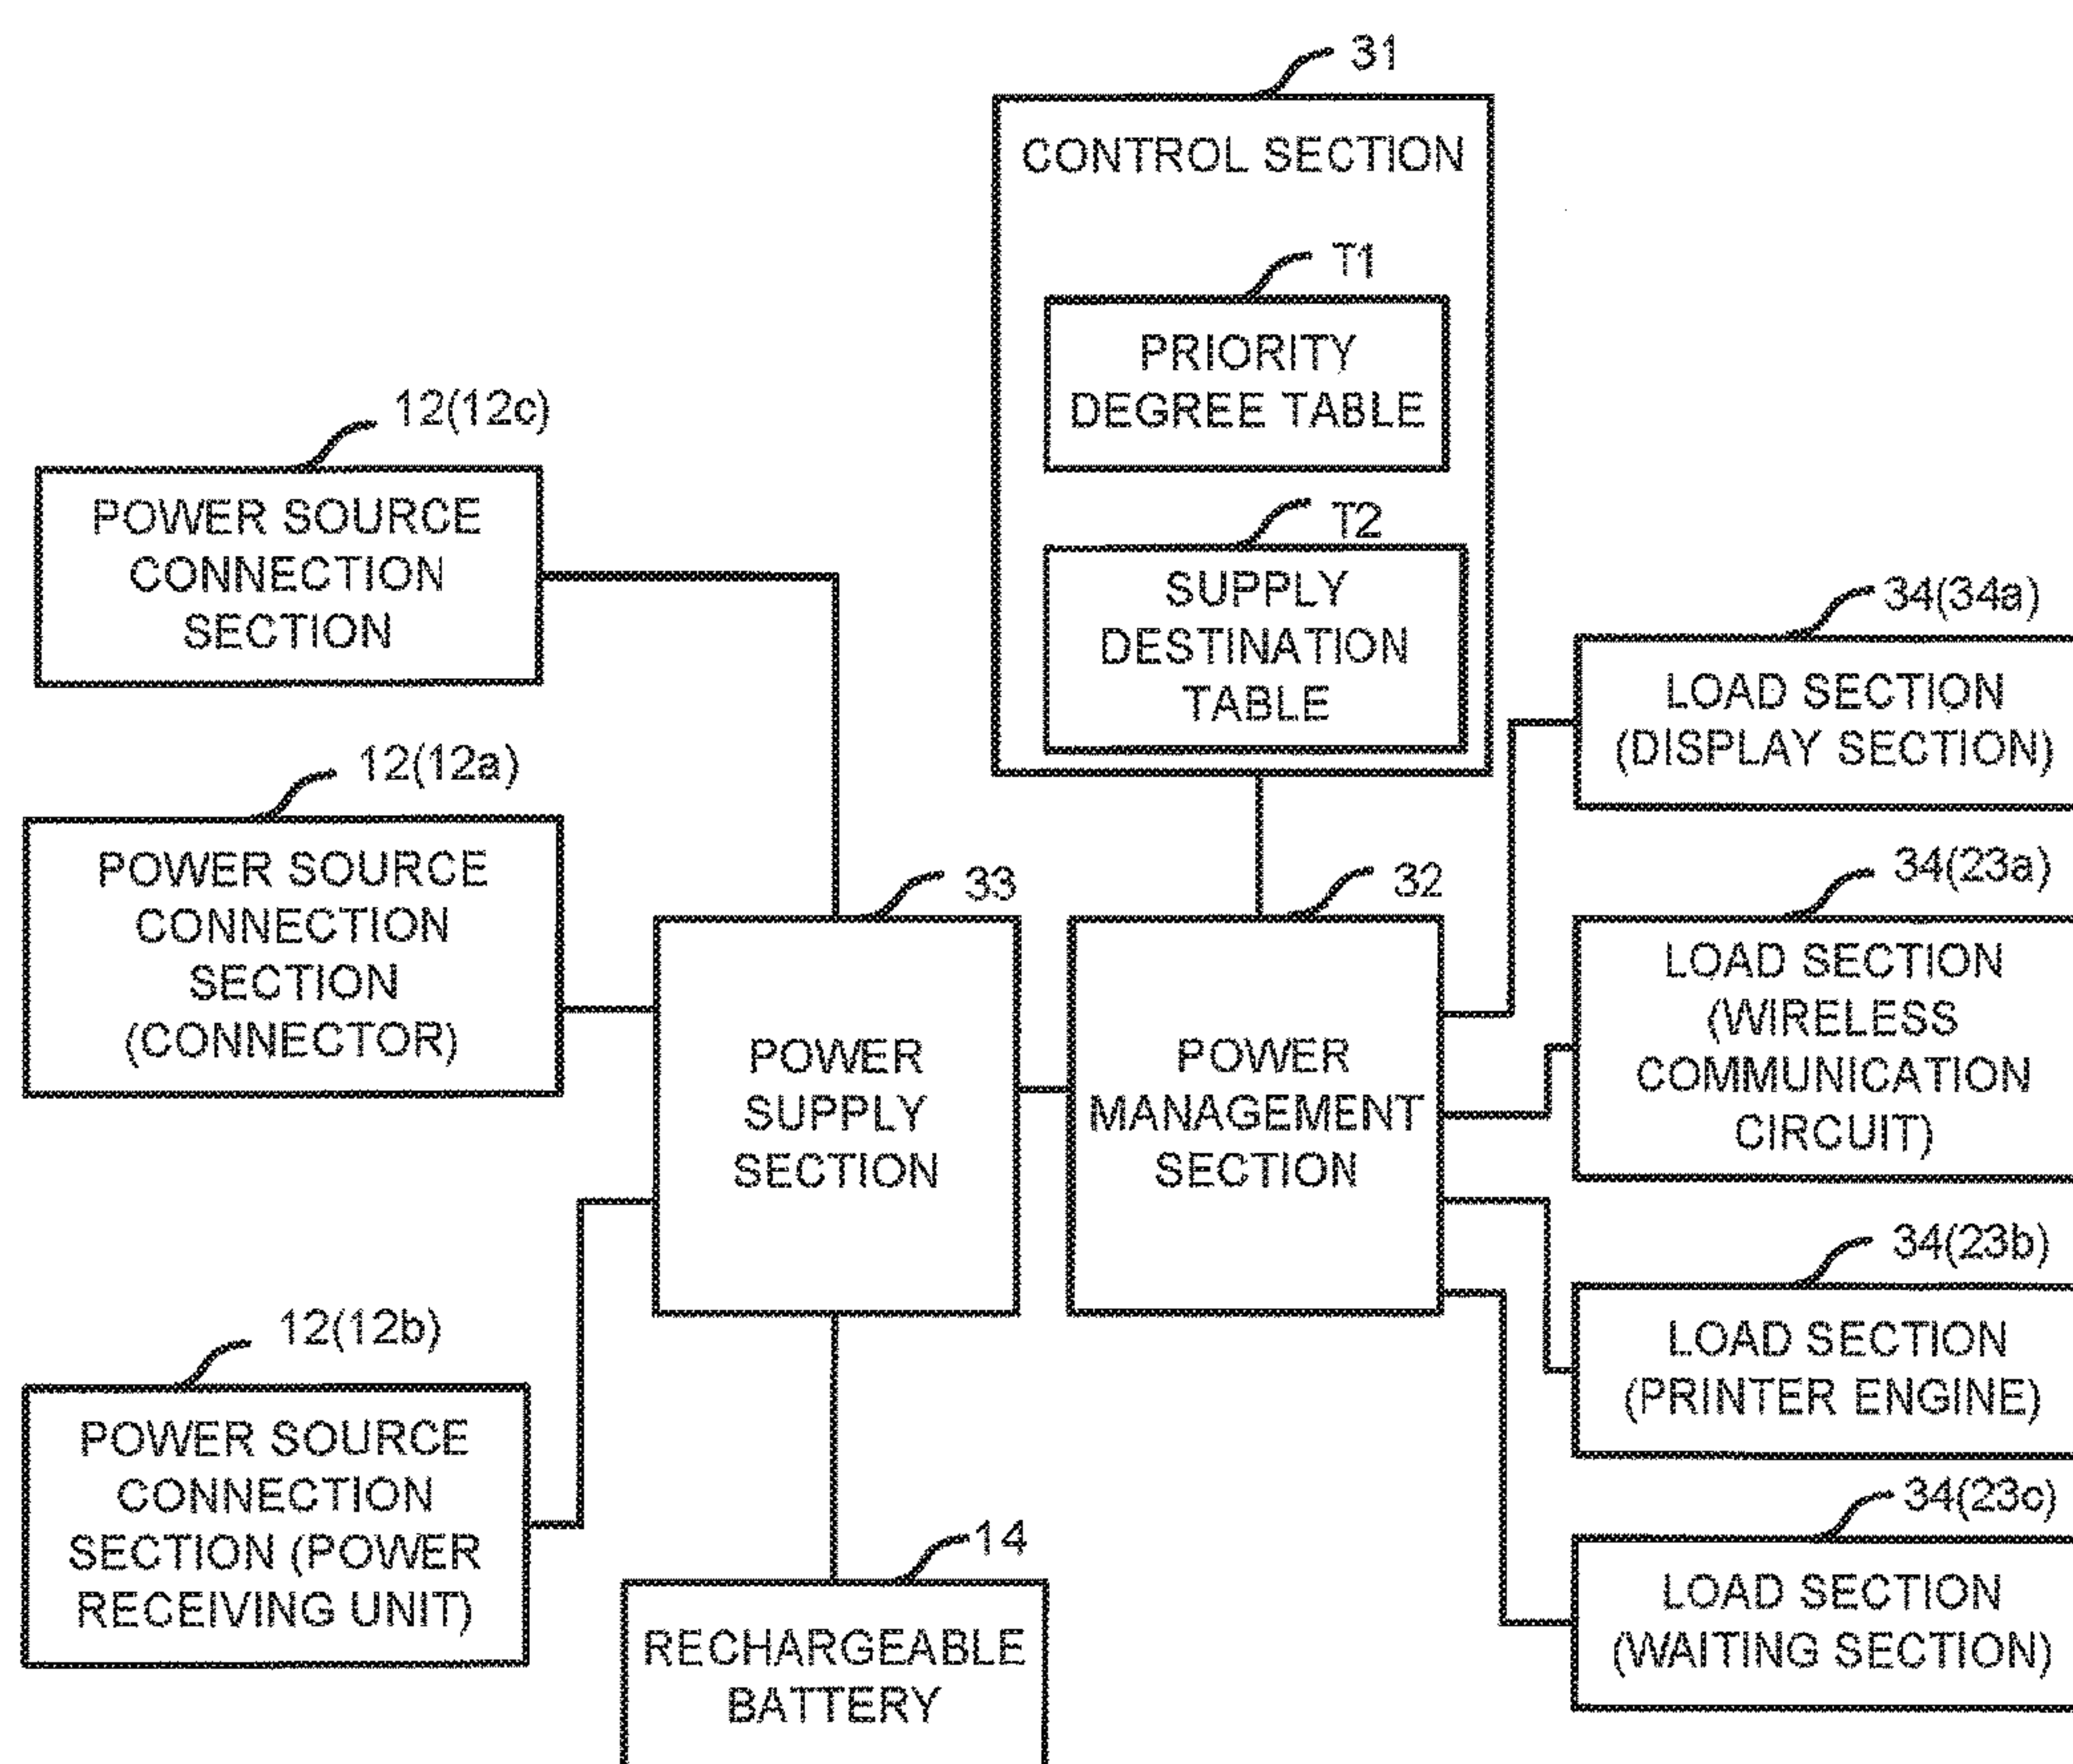 31
CONTROL SECTION
T1
PRIORITY
DEGREE TABLE
T2
SUPPLY
DESTINATION
TABLE
12(12c)
POWER SOURCE
CONNECTION
SECTION
12(12a)
POWER SOURCE
CONNECTION
SECTION
(CONNECTOR)
12(12b)
POWER SOURCE
CONNECTION
SECTION (POWER
RECEIVING UNIT)
33
POWER
SUPPLY
SECTION
32
POWER
MANAGEMENT
SECTION
14
RECHARGEABLE
BATTERY
34(34a)
LOAD SECTION
(DISPLAY SECTION)
34(23a)
LOAD SECTION
(WIRELESS
COMMUNICATION
CIRCUIT)
34(23b)
LOAD SECTION
(PRINTER ENGINE)
34(23c)
LOAD SECTION
(WAITING SECTION)